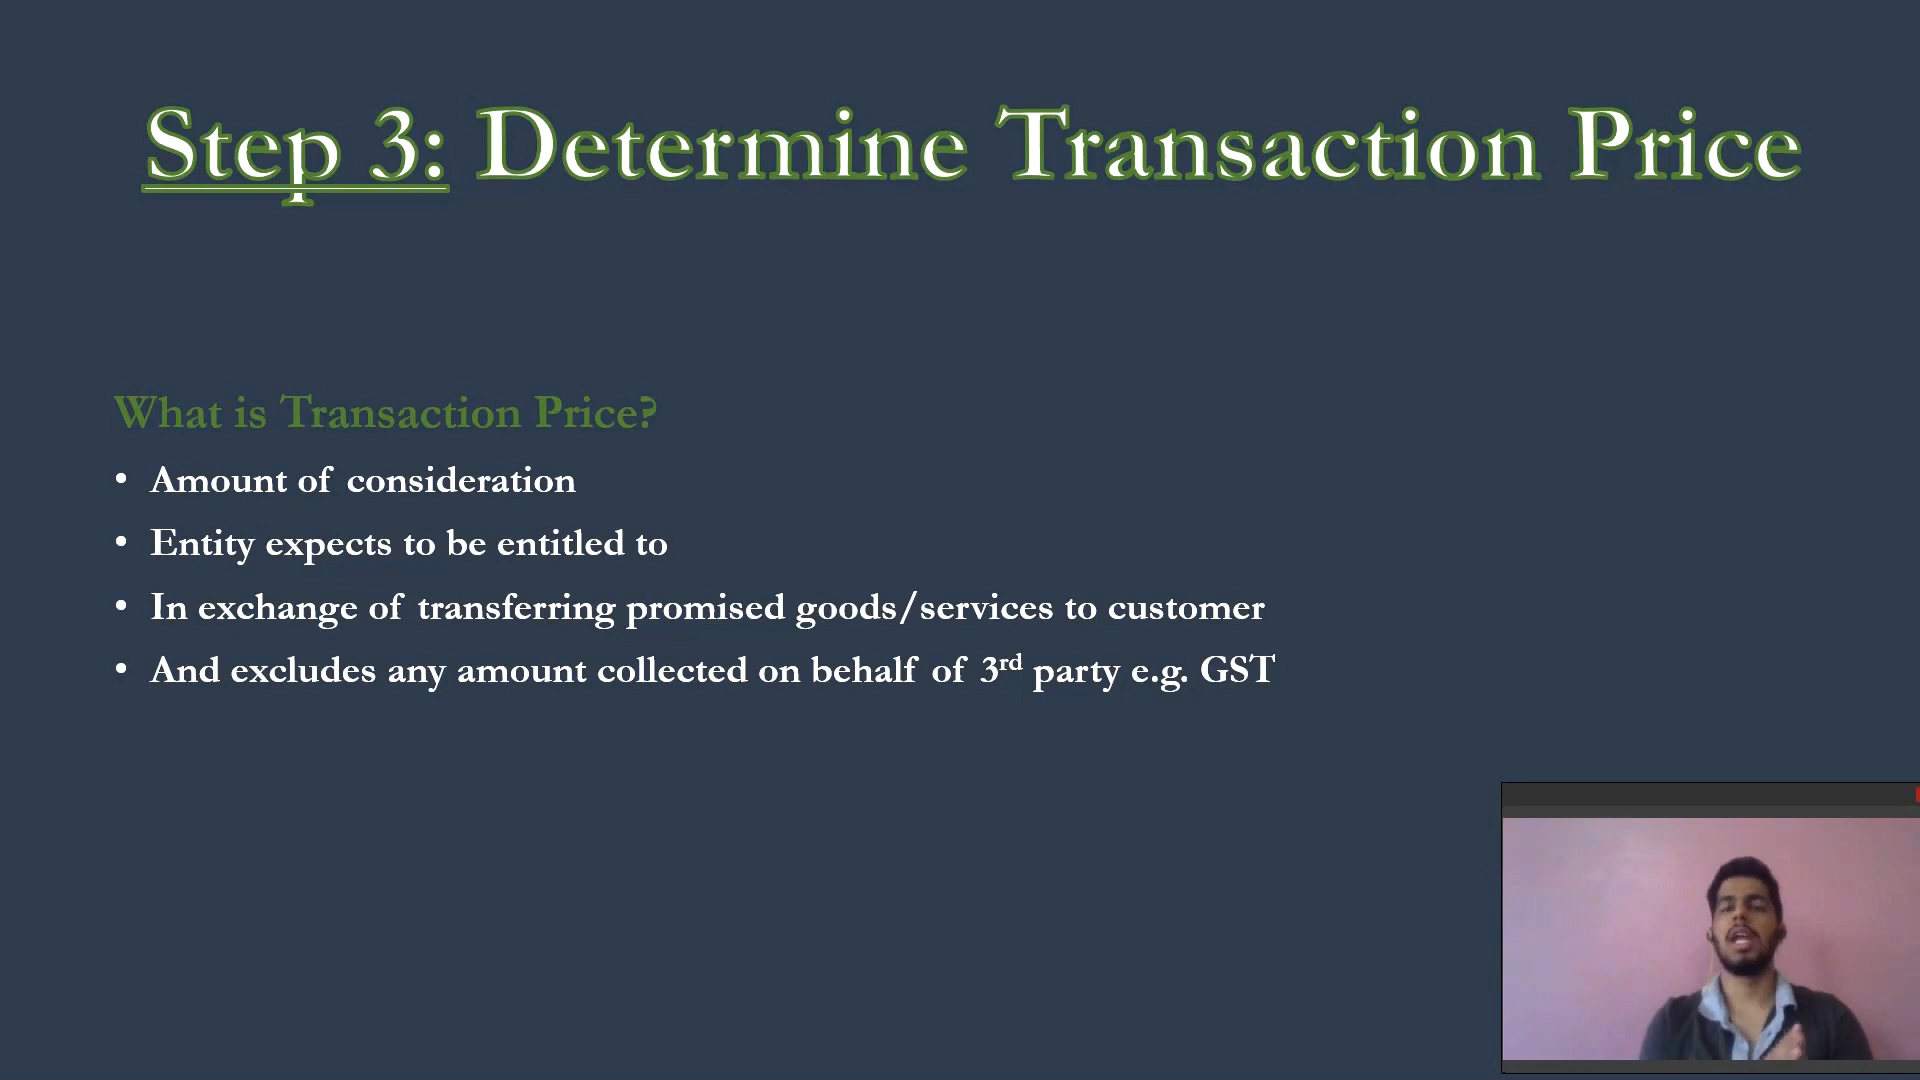 Step 3: Determine Transaction Price
What is Transaction Price?
• Amount of consideration
• Entity expects to be entitled to
• In exchange of transferring promised goods/services to customer
• And excludes any amount collected on behalf of 3rd party e.g. GST